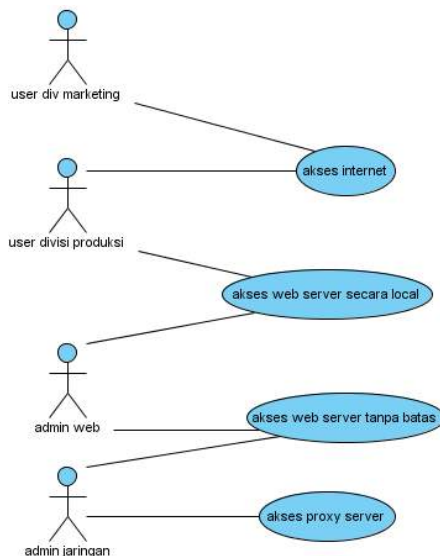 user div marketing
akses internet
user divisi produksi
akses web server secara local
akses web server tanpa batas
admin web
akses proxy server
admin jaringan